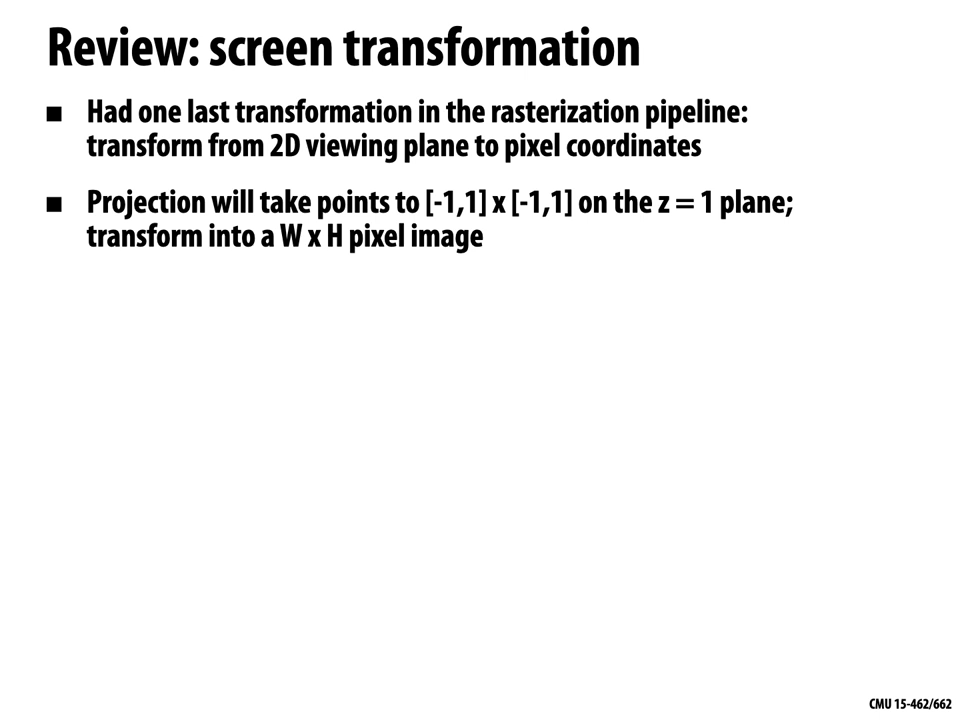 Review: screen transformation
■ Had one last transformation in the rasterization pipeline:
transform from 2D viewing plane to pixel coordinates
■ Projection will take points to [-1,1] x [-1,1] on the z = 1 plane;
transform into a W x H pixel image
CMU 15-462/662